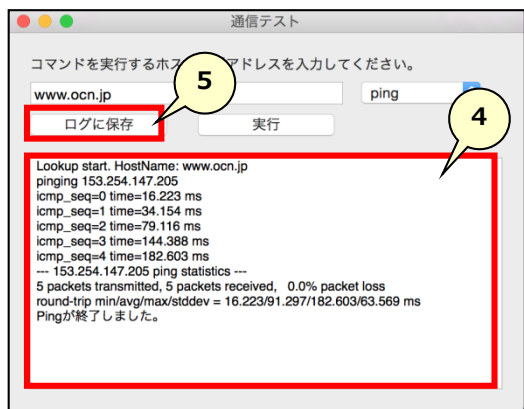 通信テスト
コマンドを実行するホス アドレスを入力してください。
www.ocn.jp ping
5
4
ログに保存 実行
Lookup start. HostName: www.ocn.jp
pinging 153.254.147.205
icmp_seq=0 time=16.223 ms
icmp_seq=1 time=34.154 ms
icmp_seq=2 time=79.116 ms
icmp_seq=3 time=144.388 ms
icmp_seq=4 time=182.603 ms
--- 153.254.147.205 ping statistics ---
5 packets transmitted, 5 packets received, 0.0% packet loss
round-trip min/avg/max/stddev = 16.223/91.297/182.603/63.569 ms
Pingが終了しました。